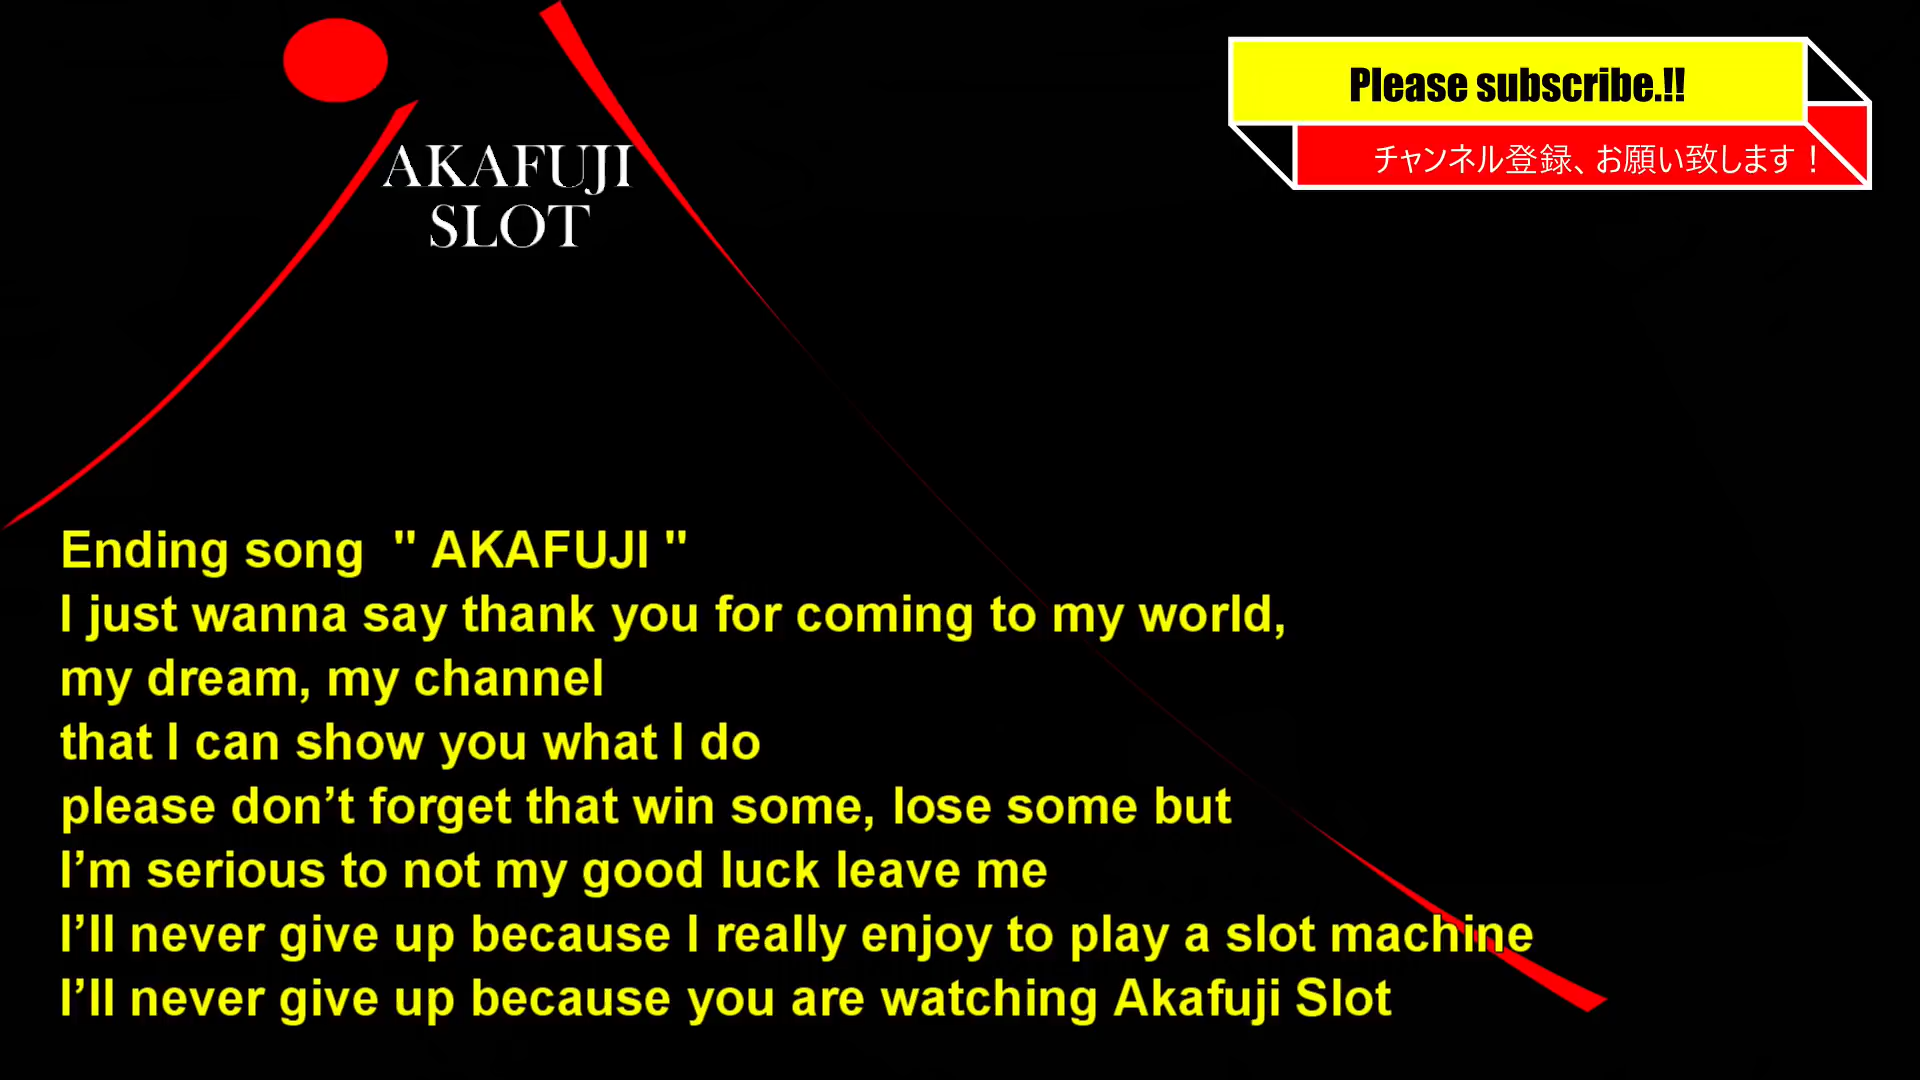 AKAFUJI
SLOT
Please subscribe.!!
チャンネル登録、お願い致します！
Ending song " AKAFUJI "
I just wanna say thank you for coming to my world,
my dream, my channel
that I can show you what I do
please don’t forget that win some, lose some but
I’m serious to not my good luck leave me
I’ll never give up because I really enjoy to play a slot machine
I’ll never give up because you are watching Akafuji Slot